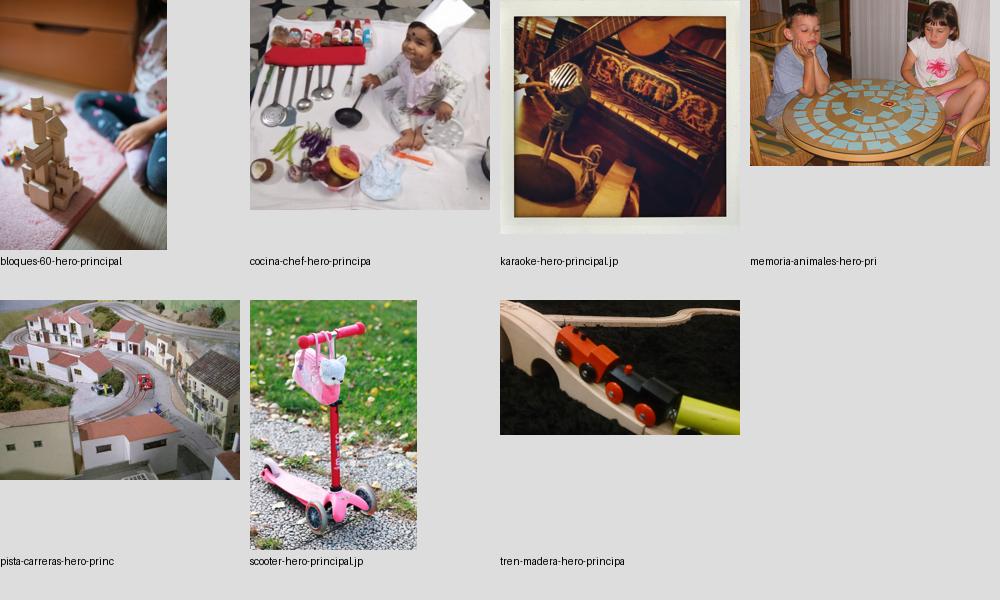 bloques-60-hero-principal
cocina-chef-hero-principa
karaoke-hero-principal.jp
memoria-animales-hero-pri
pista-carreras-hero-princ
scooter-hero-principal.jp
tren-madera-hero-principa